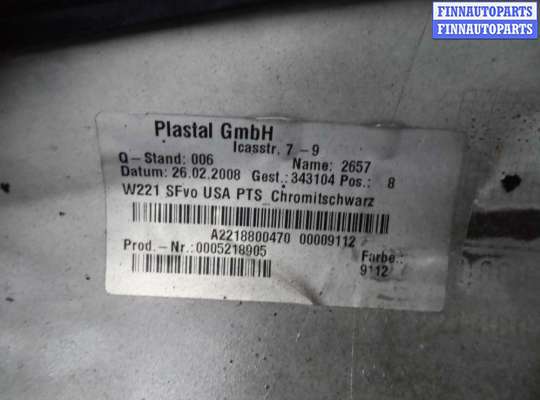 FINNAUTOPARTS
FINNAUTOPARTS
Plastal GmbH
Icasstr. 7 - 9
Q-Stand: 006 Name: 2657
Datum: 26.02.2008 Gest.: 343104 Pos.: 8
W221 SFvo USA PTS_Chromitschwarz
A2218800470 00009112
Prod.-Nr.:0005218905 Farbe.:
9112